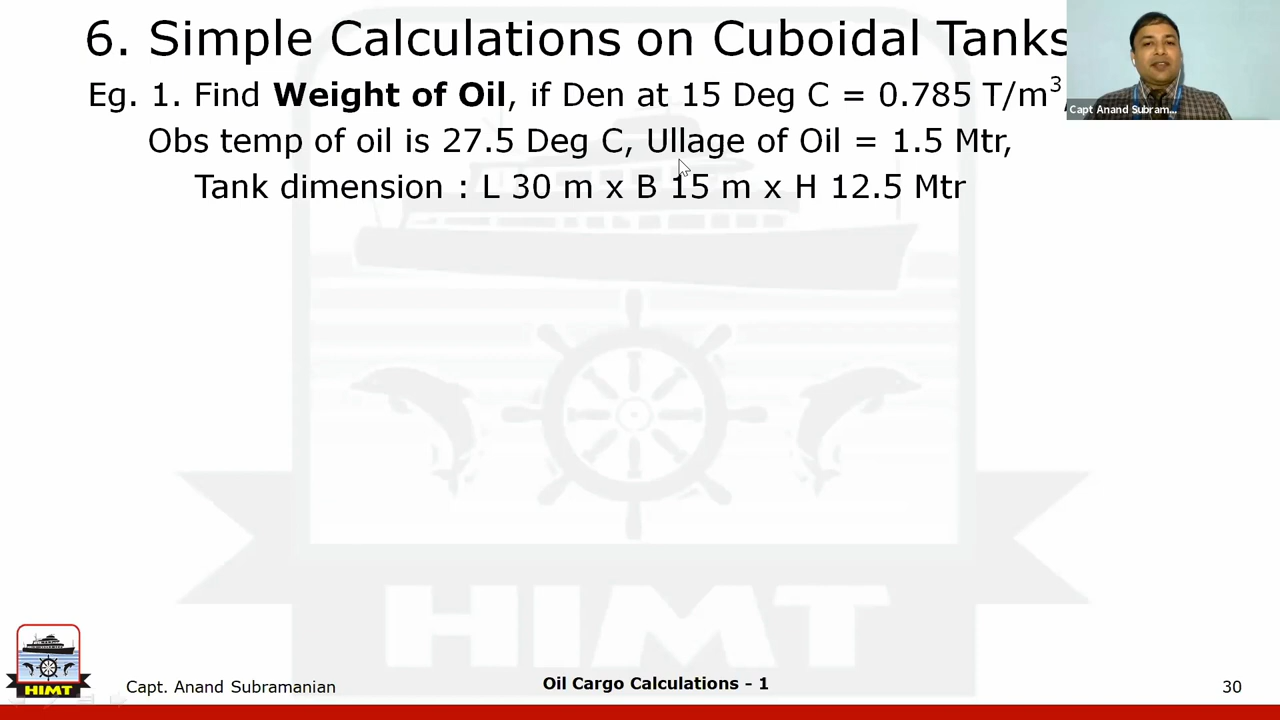 6. Simple Calculations on Cuboidal Tanks
Eg. 1. Find Weight of Oil, if Den at 15 Deg C = 0.785 T/m³,
Obs temp of oil is 27.5 Deg C, Ullage of Oil = 1.5 Mtr,
Tank dimension : L 30 m x B 15 m x H 12.5 Mtr
Capt Anand Subram...
HIMT
HIMT
Capt. Anand Subramanian
Oil Cargo Calculations - 1
30